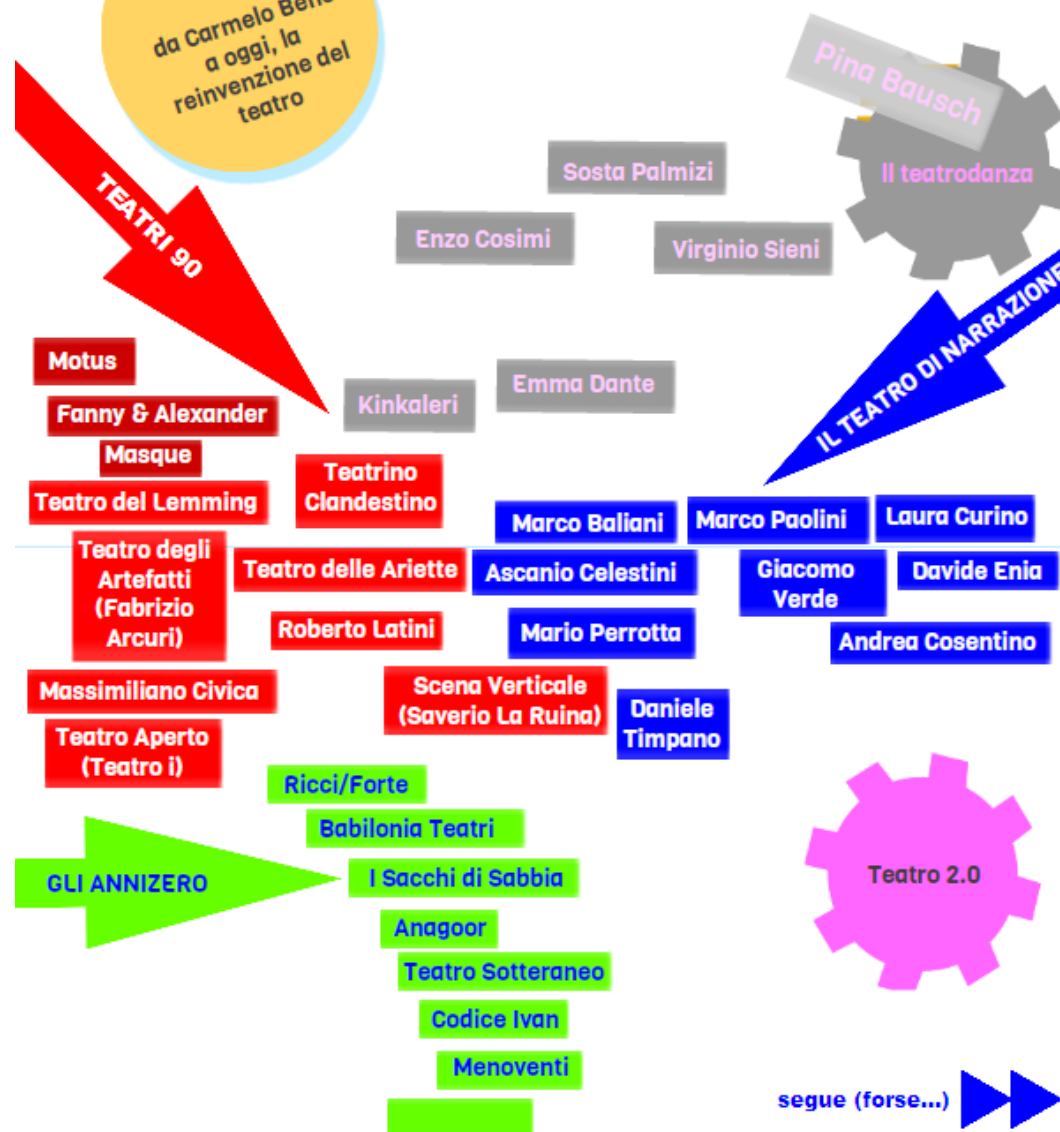 da Carmelo Bene
a oggi, la
reinvenzione del
teatro
Pina Bausch
Il teatrodanza
Sosta Palmizi
Enzo Cosimi
Virginio Sieni
TEATRI 90
IL TEATRO DI NARRAZIONE
Motus
Fanny & Alexander
Masque
Teatro del Lemming
Kinkaleri
Emma Dante
Teatrino
Clandestino
Marco Baliani
Marco Paolini
Laura Curino
Teatro degli
Artefatti
(Fabrizio
Arcuri)
Teatro delle Ariette
Ascanio Celestini
Giacomo
Verde
Davide Enia
Roberto Latini
Mario Perrotta
Andrea Cosentino
Massimiliano Civica
Scena Verticale
(Saverio La Ruina)
Daniele
Timpano
Teatro Aperto
(Teatro i)
Ricci/Forte
Babilonia Teatri
GLI ANNIZERO
I Sacchi di Sabbia
Teatro 2.0
Anagoor
Teatro Sotteraneo
Codice Ivan
Menoventi
segue (forse...)